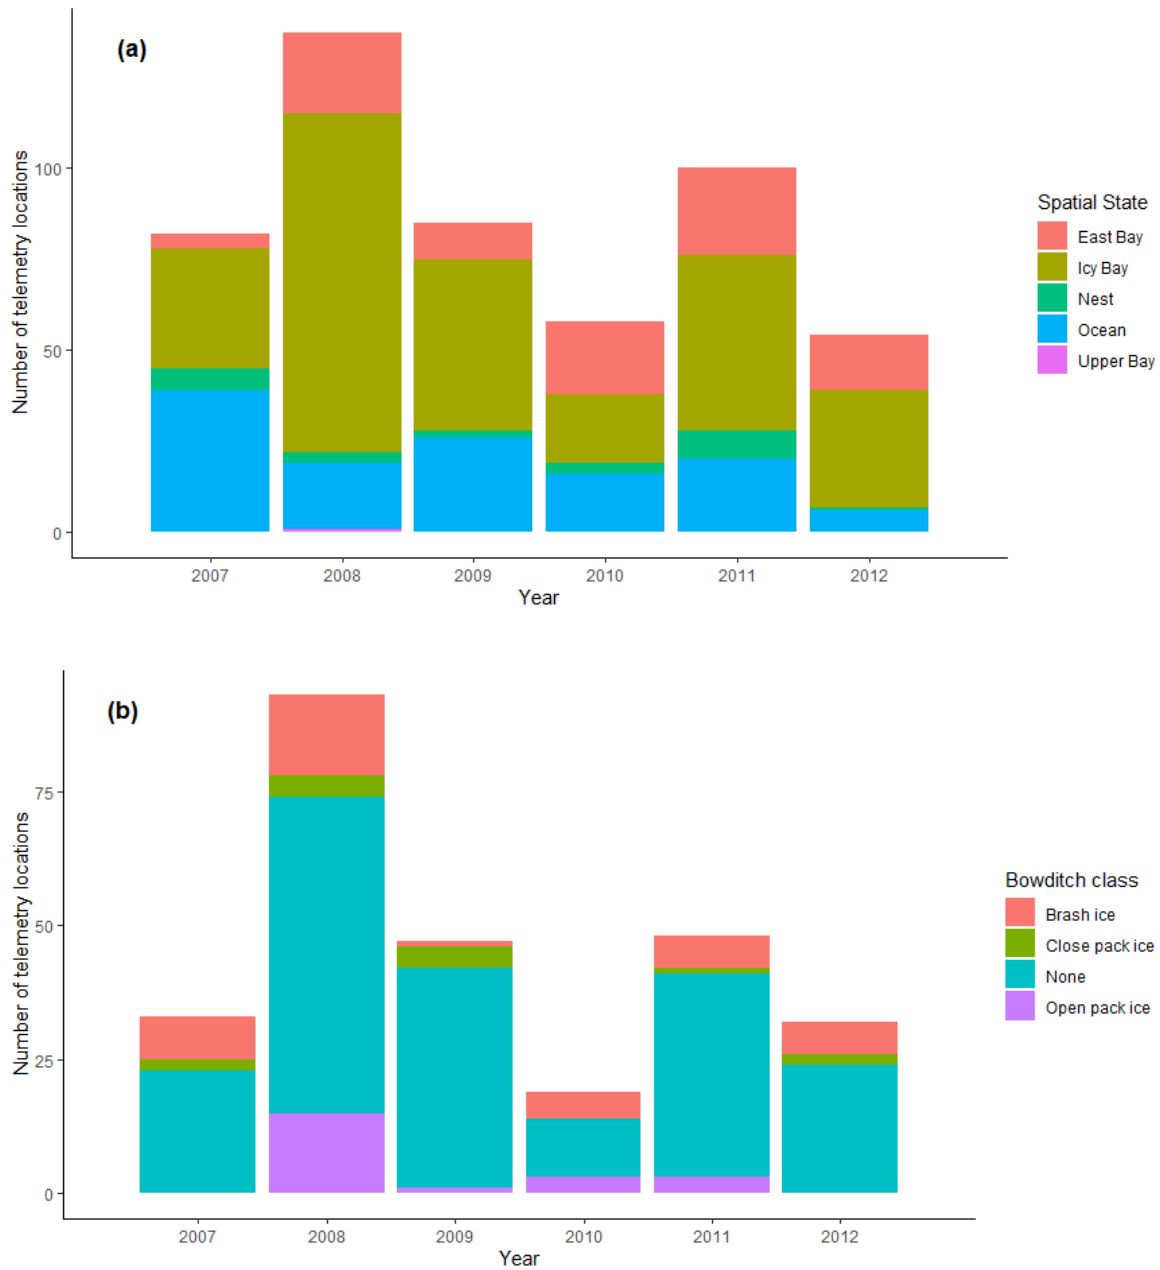 (a)
Number of telemetry locations
100
50
0
2007 2008 2009 2010 2011 2012
Year
Spatial State
East Bay
Icy Bay
Nest
Ocean
Upper Bay
(b)
Number of telemetry locations
75
50
25
0
2007 2008 2009 2010 2011 2012
Year
Bowditch class
Brash ice
Close pack ice
None
Open pack ice